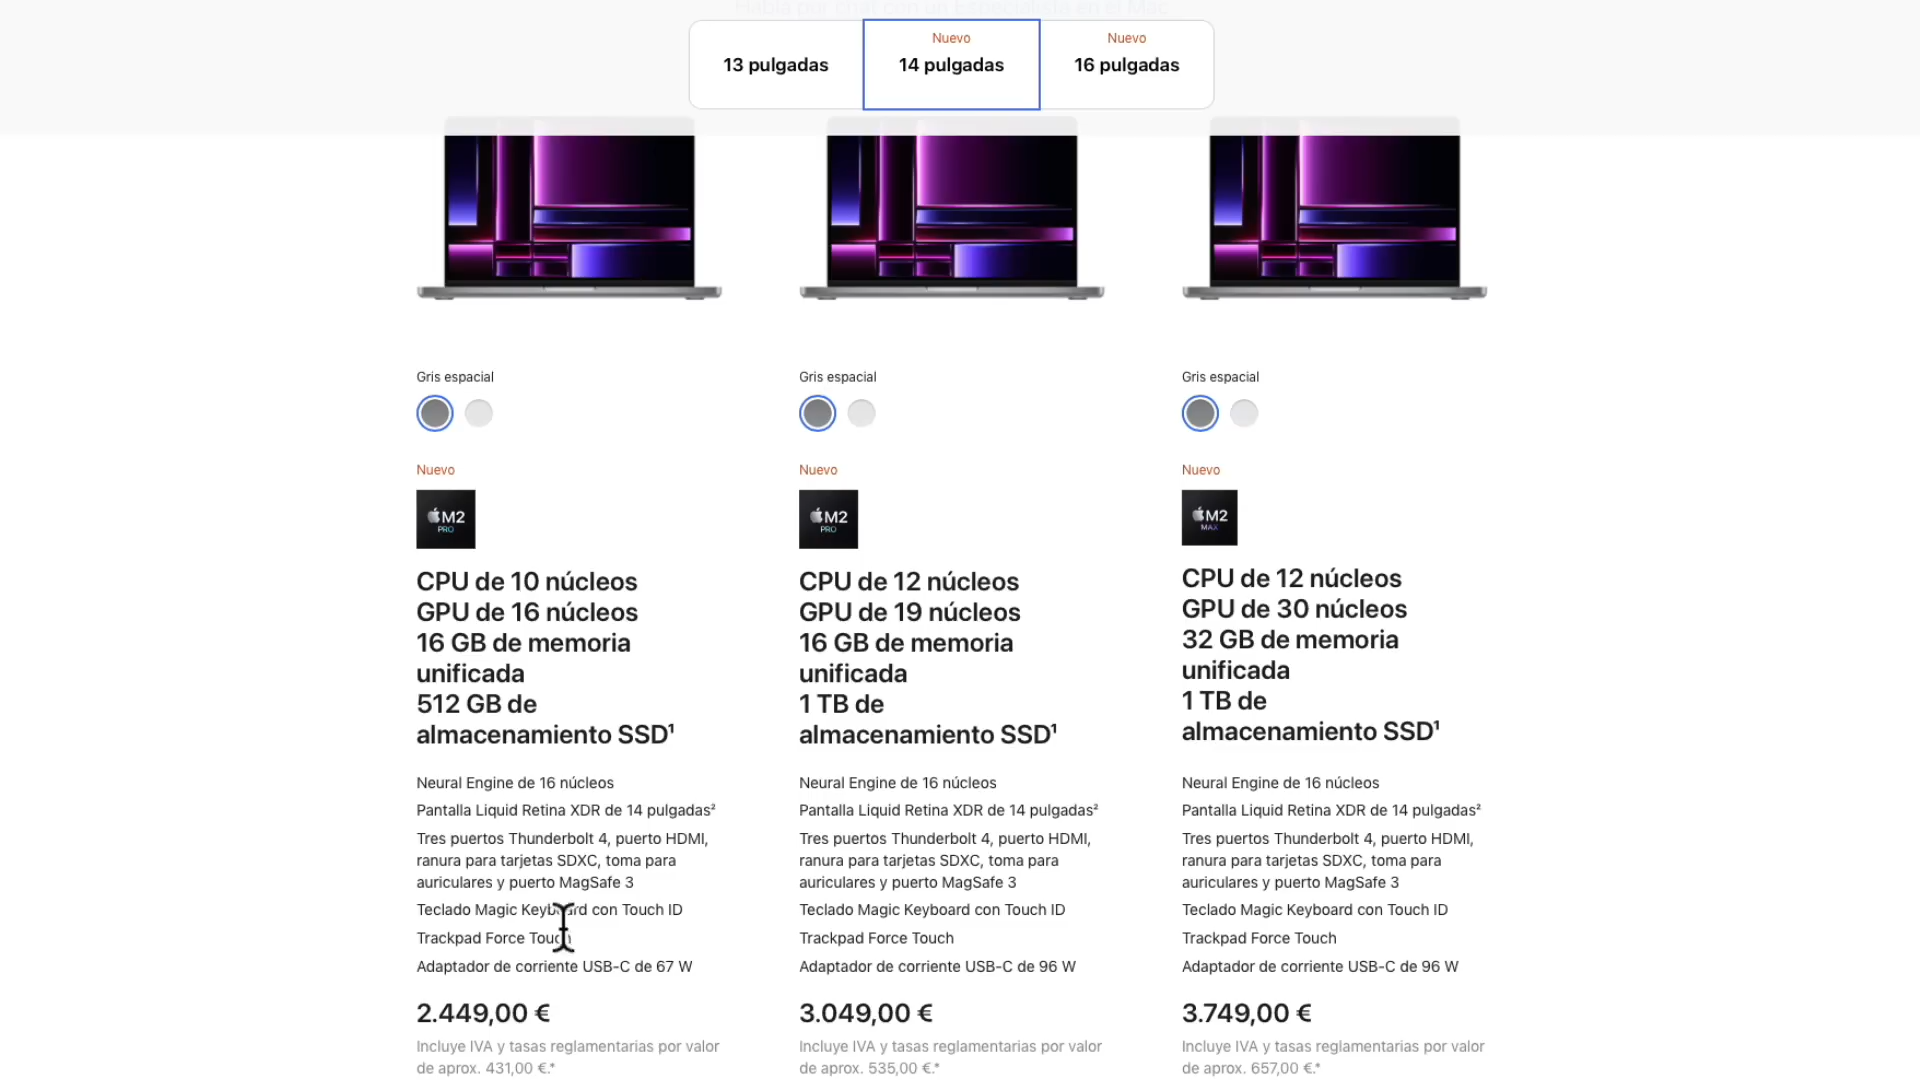 Habla por chat con un Especialista en el Mac
13 pulgadas
Nuevo
14 pulgadas
Nuevo
16 pulgadas
Gris espacial
Nuevo
M2
PRO
CPU de 10 núcleos
GPU de 16 núcleos
16 GB de memoria
unificada
512 GB de
almacenamiento SSD¹
Neural Engine de 16 núcleos
Pantalla Liquid Retina XDR de 14 pulgadas²
Tres puertos Thunderbolt 4, puerto HDMI,
ranura para tarjetas SDXC, toma para
auriculares y puerto MagSafe 3
Teclado Magic Keyboard con Touch ID
Trackpad Force Touch
Adaptador de corriente USB-C de 67 W
2.449,00 €
Incluye IVA y tasas reglamentarias por valor
de aprox. 431,00 €.*
Gris espacial
Nuevo
M2
PRO
CPU de 12 núcleos
GPU de 19 núcleos
16 GB de memoria
unificada
1 TB de
almacenamiento SSD¹
Neural Engine de 16 núcleos
Pantalla Liquid Retina XDR de 14 pulgadas²
Tres puertos Thunderbolt 4, puerto HDMI,
ranura para tarjetas SDXC, toma para
auriculares y puerto MagSafe 3
Teclado Magic Keyboard con Touch ID
Trackpad Force Touch
Adaptador de corriente USB-C de 96 W
3.049,00 €
Incluye IVA y tasas reglamentarias por valor
de aprox. 535,00 €.*
Gris espacial
Nuevo
M2
MAX
CPU de 12 núcleos
GPU de 30 núcleos
32 GB de memoria
unificada
1 TB de
almacenamiento SSD¹
Neural Engine de 16 núcleos
Pantalla Liquid Retina XDR de 14 pulgadas²
Tres puertos Thunderbolt 4, puerto HDMI,
ranura para tarjetas SDXC, toma para
auriculares y puerto MagSafe 3
Teclado Magic Keyboard con Touch ID
Trackpad Force Touch
Adaptador de corriente USB-C de 96 W
3.749,00 €
Incluye IVA y tasas reglamentarias por valor
de aprox. 657,00 €.*